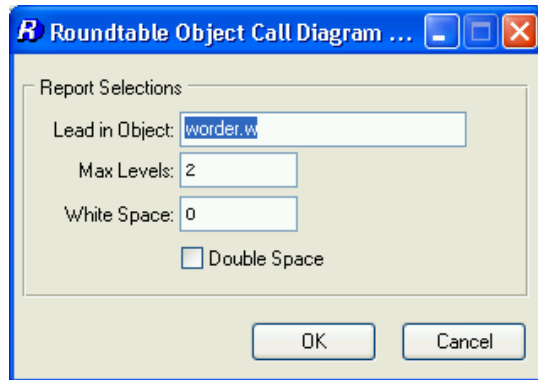 Roundtable Object Call Diagram ...
Report Selections
Lead in Object: worder.w
Max Levels: 2
White Space: 0
Double Space
OK Cancel